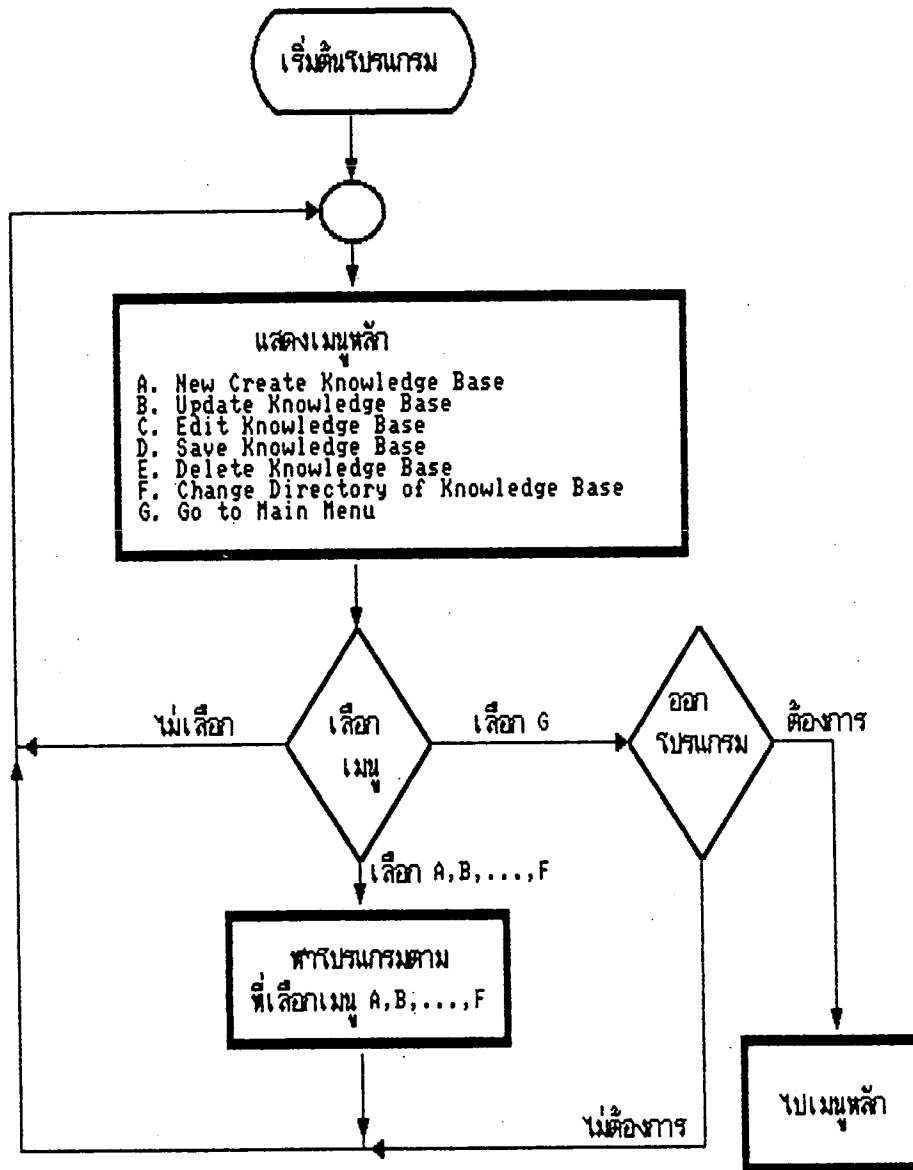 เริ่มต้นโปรแกรม
แสดงเมนูหลัก
A. New Create Knowledge Base
B. Update Knowledge Base
C. Edit Knowledge Base
D. Save Knowledge Base
E. Delete Knowledge Base
F. Change Directory of Knowledge Base
G. Go to Main Menu
ไม่เลือก
เลือก
เมนู
เลือก G
ออก
โปรแกรม
ต้องการ
เลือก A,B,...,F
ทำโปรแกรมตาม
ที่เลือกเมนู A,B,...,F
ไม่ต้องการ
ไปเมนูหลัก